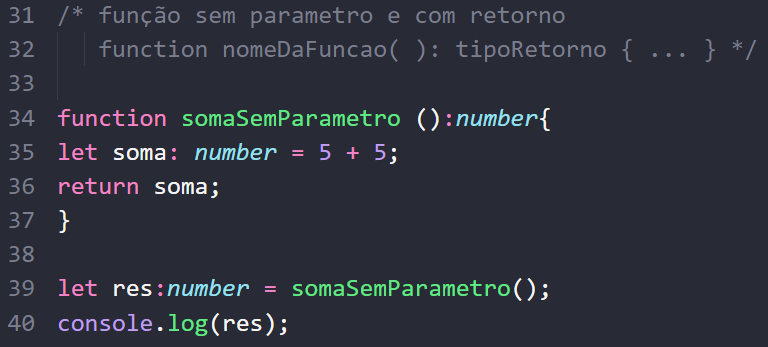 31 /* função sem parametro e com retorno
32 function nomeDaFuncao( ): tipoRetorno { ... } */
33
34 function somaSemParametro ():number{
35 let soma: number = 5 + 5;
36 return soma;
37 }
38
39 let res:number = somaSemParametro();
40 console.log(res);